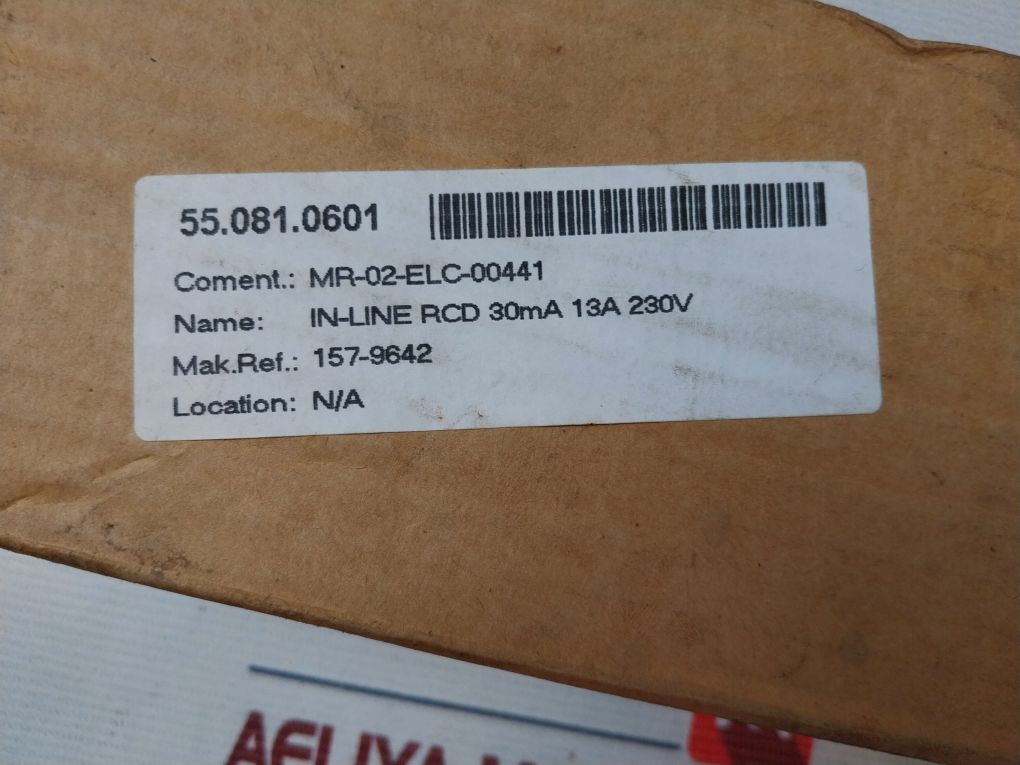 55.081.0601
Coment.: MR-02-ELC-00441
Name: IN-LINE RCD 30mA 13A 230V
Mak.Ref.: 157-9642
Location: N/A